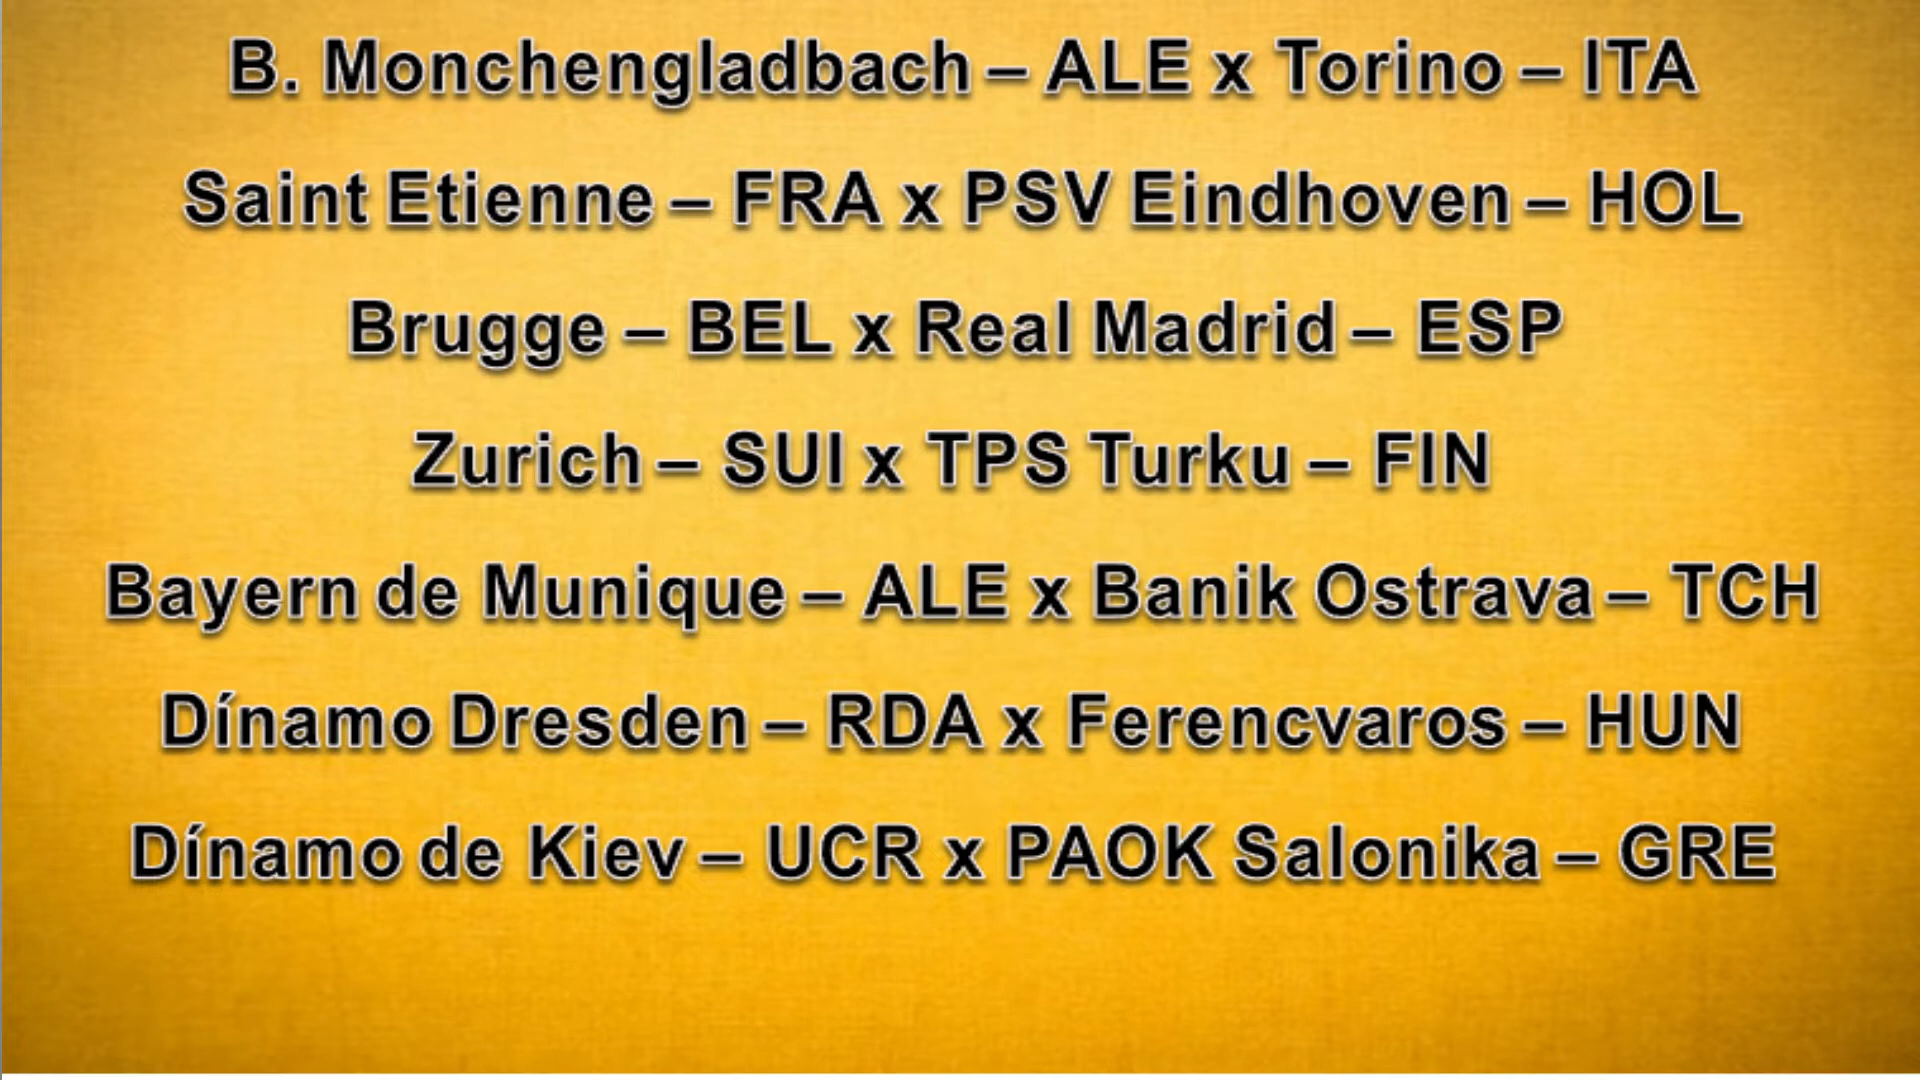 B. Monchengladbach – ALE x Torino – ITA
Saint Etienne – FRA x PSV Eindhoven – HOL
Brugge – BEL x Real Madrid – ESP
Zurich – SUI x TPS Turku – FIN
Bayern de Munique – ALE x Banik Ostrava – TCH
Dínamo Dresden – RDA x Ferencvaros – HUN
Dínamo de Kiev – UCR x PAOK Salonika – GRE